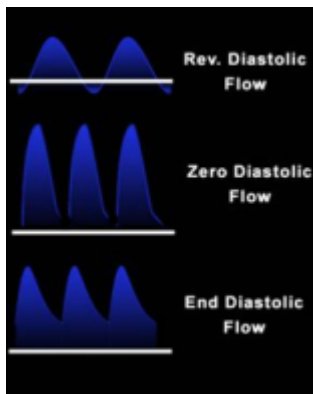 Rev. Diastolic
Flow
Zero Diastolic
Flow
End Diastolic
Flow